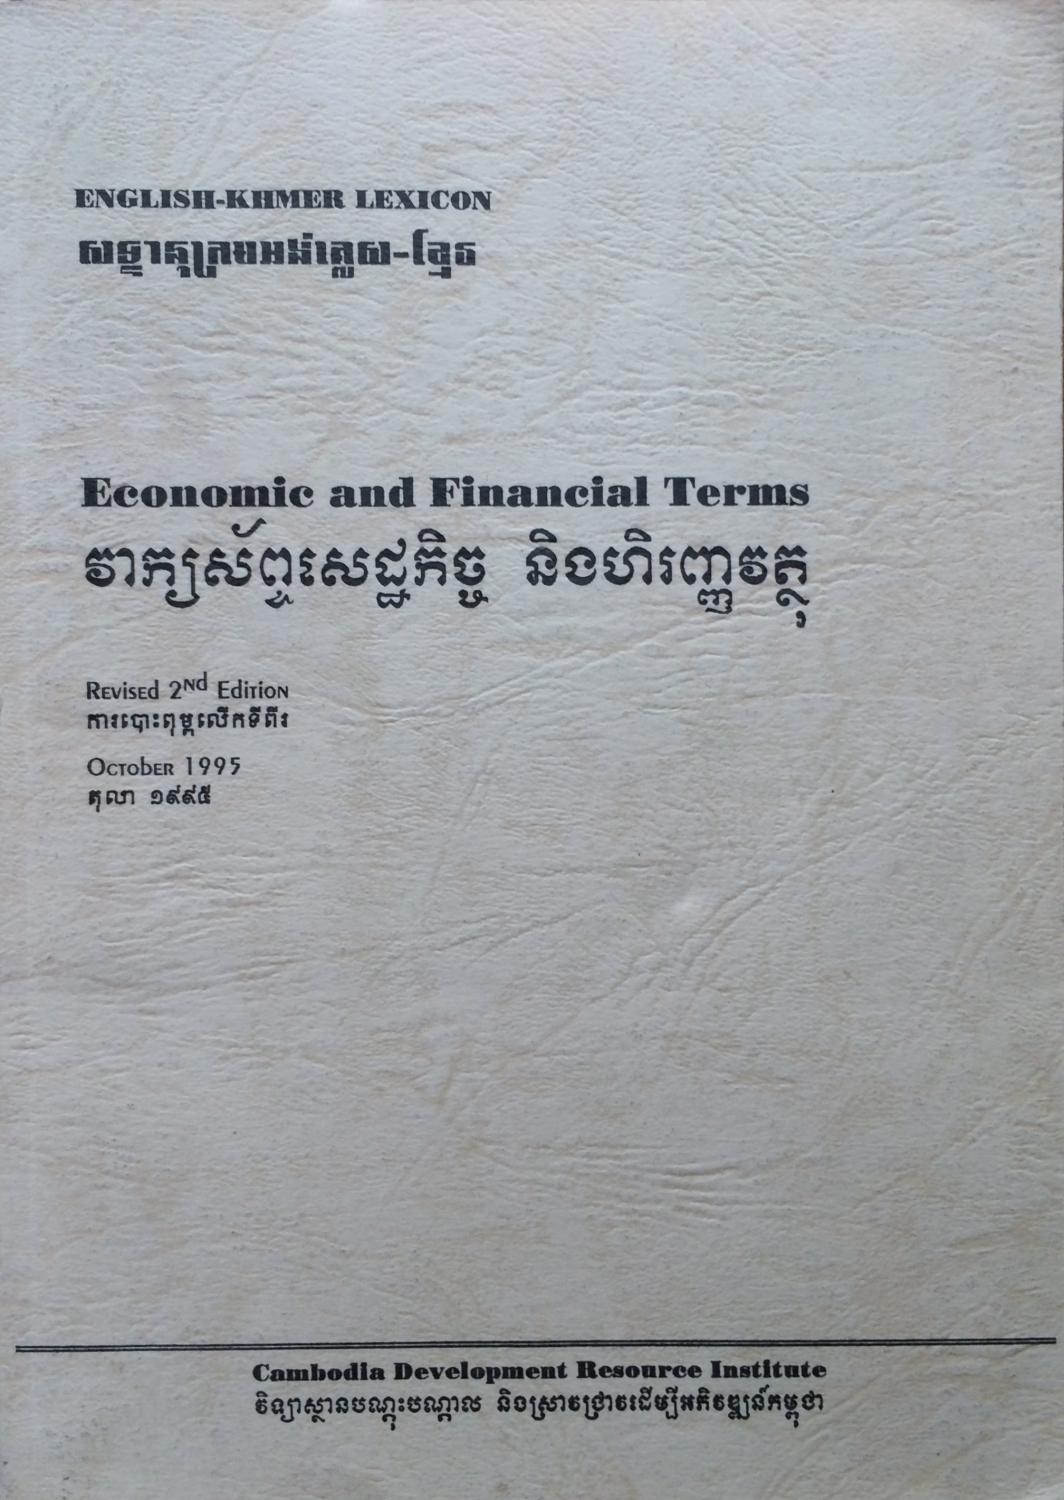 ENGLISH-KHMER LEXICON
សទ្ទានុក្រមអង់គ្លេស-ខ្មែរ
Economic and Financial Terms
វាក្យស័ព្ទសេដ្ឋកិច្ច និងហិរញ្ញវត្ថុ
Revised 2nd Edition
ការបោះពុម្ពលើកទីពីរ
October 1995
តុលា ១៩៩៥
Cambodia Development Resource Institute
វិទ្យាស្ថានបណ្តុះបណ្តាល និងស្រាវជ្រាវដើម្បីអភិវឌ្ឍន៍កម្ពុជា